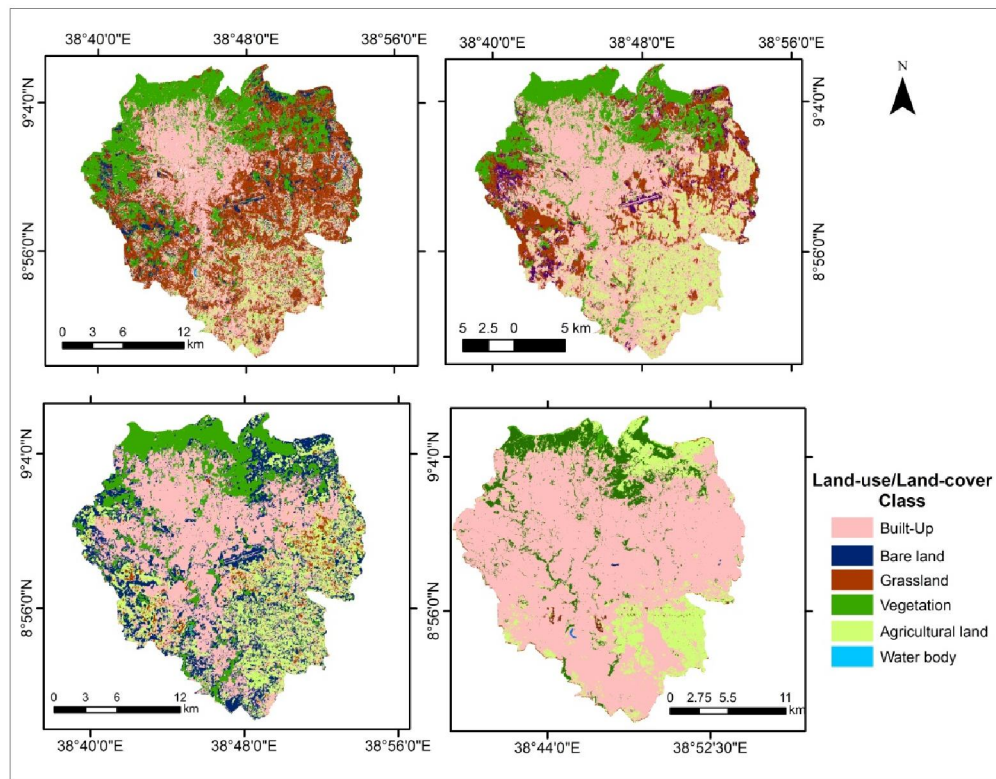 38°40'0"E 38°48'0"E 38°56'0"E
38°40'0"E 38°48'0"E 38°56'0"E
N
9°4'0"N
8°56'0"N
9°4'0"N
8°56'0"N
0 3 6 12
km
5 2.5 0 5 km
9°4'0"N
8°56'0"N
9°4'0"N
8°56'0"N
Land-use/Land-cover
Class
Built-Up
Bare land
Grassland
Vegetation
Agricultural land
Water body
0 3 6 12
km
0 2.75 5.5 11
km
38°40'0"E 38°48'0"E 38°56'0"E
38°44'0"E 38°52'30"E